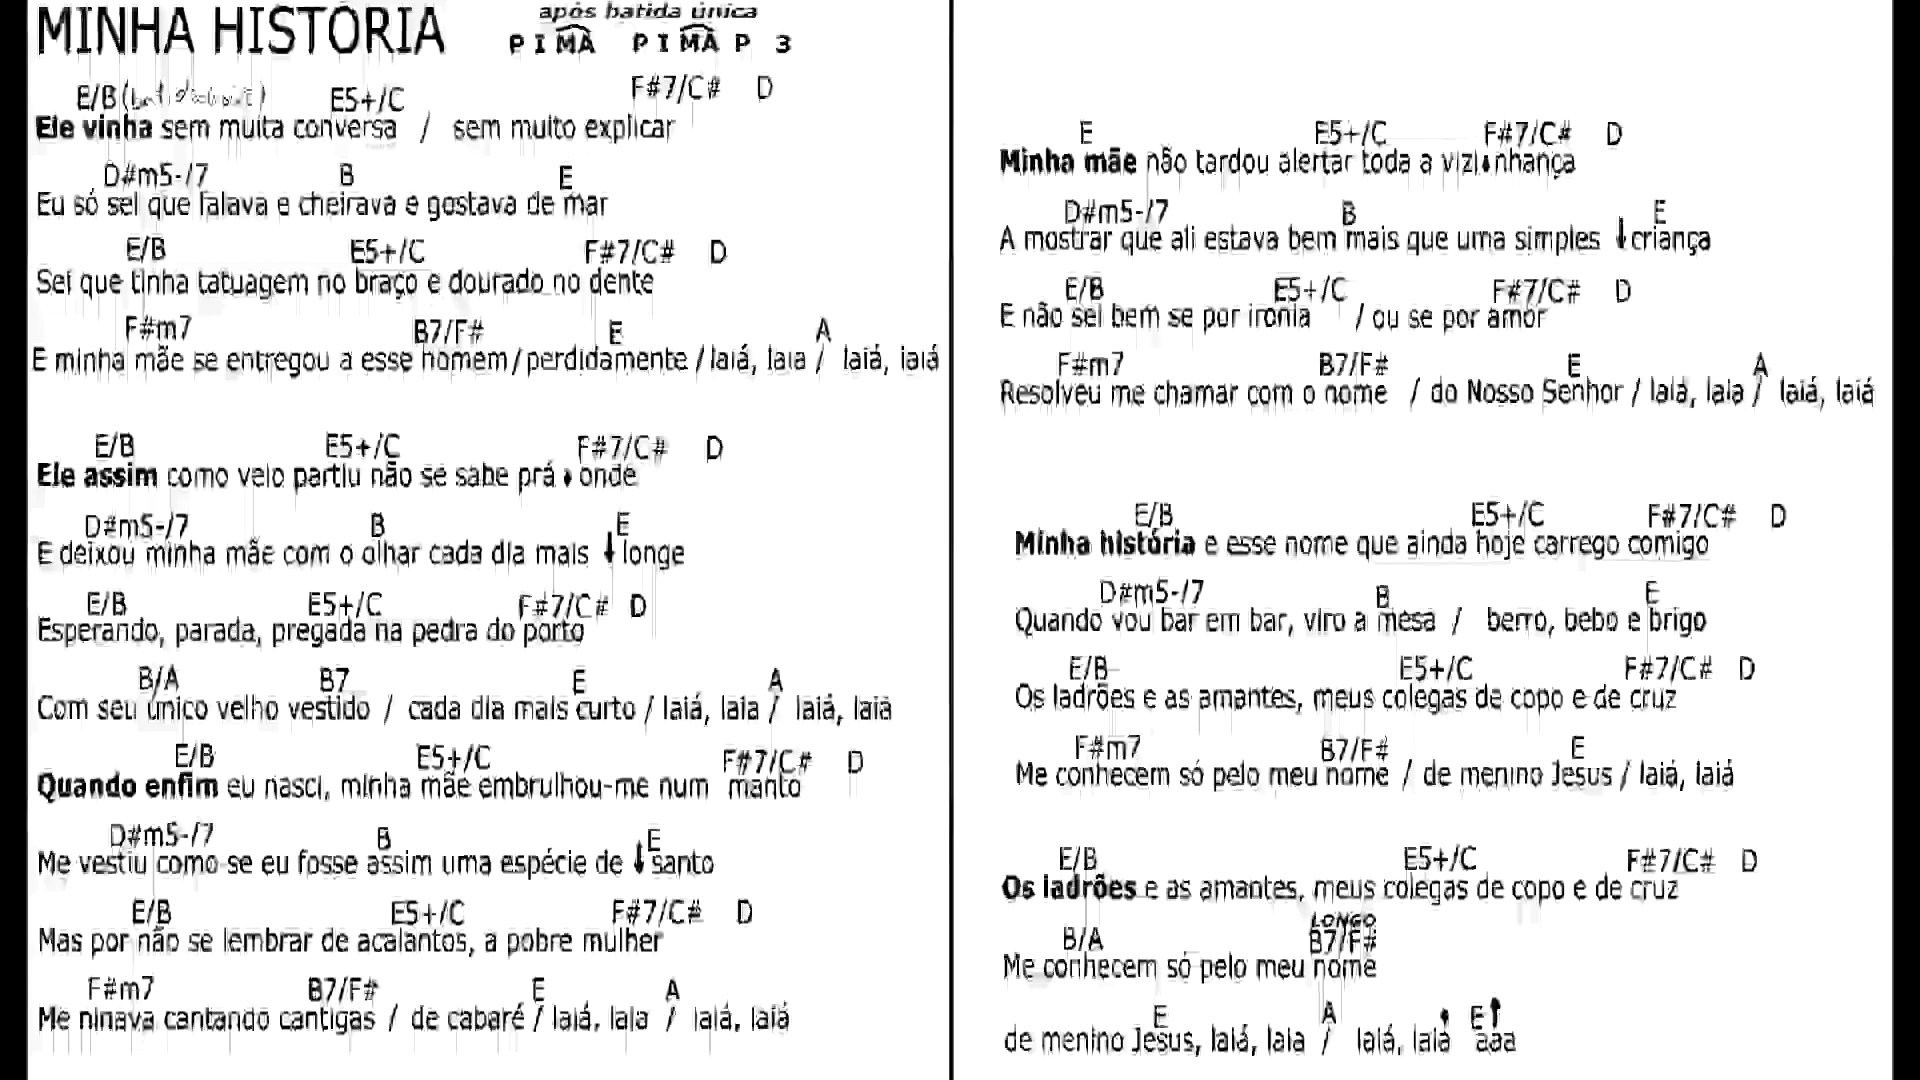 MINHA HISTÓRIA
após batida única
P I MA P I MA P 3
E/B (batida única) E5+/C F#7/C# D
Ele vinha sem muita conversa / sem muito explicar
D#m5-/7 B E
Eu só sei que falava e cheirava e gostava de mar
E/B E5+/C F#7/C# D
Sei que tinha tatuagem no braço e dourado no dente
F#m7 B7/F# E A
E minha mãe se entregou a esse homem / perdidamente / laiá, laia / laiá, laiá
E/B E5+/C F#7/C# D
Ele assim como veio partiu não se sabe prá onde
D#m5-/7 B E
E deixou minha mãe com o olhar cada dia mais ↓ longe
E/B E5+/C F#7/C# D
Esperando, parada, pregada na pedra do porto
B/A B7 E A
Com seu único velho vestido / cada dia mais curto / laiá, laia / laiá, laiá
E/B E5+/C F#7/C# D
Quando enfim eu nasci, minha mãe embrulhou-me num manto
D#m5-/7 B E
Me vestiu como se eu fosse assim uma espécie de ↓ santo
E/B E5+/C F#7/C# D
Mas por não se lembrar de acalantos, a pobre mulher
F#m7 B7/F# E A
Me ninava cantando cantigas / de cabaré / laiá, laia / laiá, laiá
E E5+/C F#7/C# D
Minha mãe não tardou alertar toda a vizinhança
D#m5-/7 B E
A mostrar que ali estava bem mais que uma simples ↓ criança
E/B E5+/C F#7/C# D
E não sei bem se por ironia / ou se por amor
F#m7 B7/F# E A
Resolveu me chamar com o nome / do Nosso Senhor / laiá, laia / laiá, laiá
E/B E5+/C F#7/C# D
Minha história e esse nome que ainda hoje carrego comigo
D#m5-/7 B E
Quando vou bar em bar, viro a mesa / berro, bebo e brigo
E/B E5+/C F#7/C# D
Os ladrões e as amantes, meus colegas de copo e de cruz
F#m7 B7/F# E
Me conhecem só pelo meu nome / de menino Jesus / laiá, laiá
E/B E5+/C F#7/C# D
Os ladrões e as amantes, meus colegas de copo e de cruz
LONGO
B/A B7/F#
Me conhecem só pelo meu nome
E A E↑
de menino Jesus, laiá, laia / laiá, laiá aaa